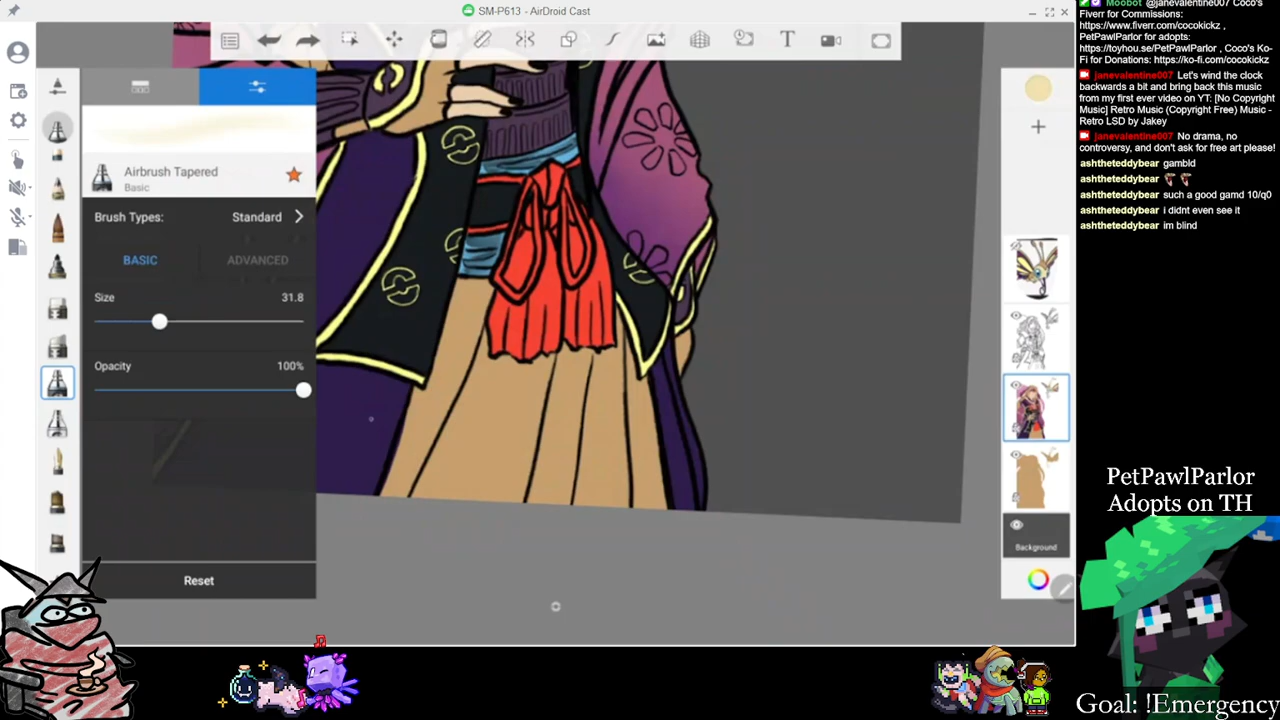 SM-P613 - AirDroid Cast
T
Airbrush Tapered
Basic
Brush Types: Standard
BASIC ADVANCED
Size 31.8
Opacity 100%
Reset
Background
Moobot @janevalentine007 Coco's
Fiverr for Commissions:
https://www.fiverr.com/cocokickz ,
PetPawlParlor for adopts:
https://toyhou.se/PetPawlParlor , Coco's Ko-
Fi for Donations: https://ko-fi.com/cocokickz
janevalentine007 Let's wind the clock
backwards a bit and bring back this music
from my first ever video on YT: [No Copyright
Music] Retro Music (Copyright Free) Music -
Retro LSD by Jakey
janevalentine007 No drama, no
controversy, and don't ask for free art please!
ashtheteddybear gambld
ashtheteddybear
ashtheteddybear such a good gamd 10/q0
ashtheteddybear i didnt even see it
ashtheteddybear im blind
PetPawlParlor
Adopts on TH
Goal: !Emergency